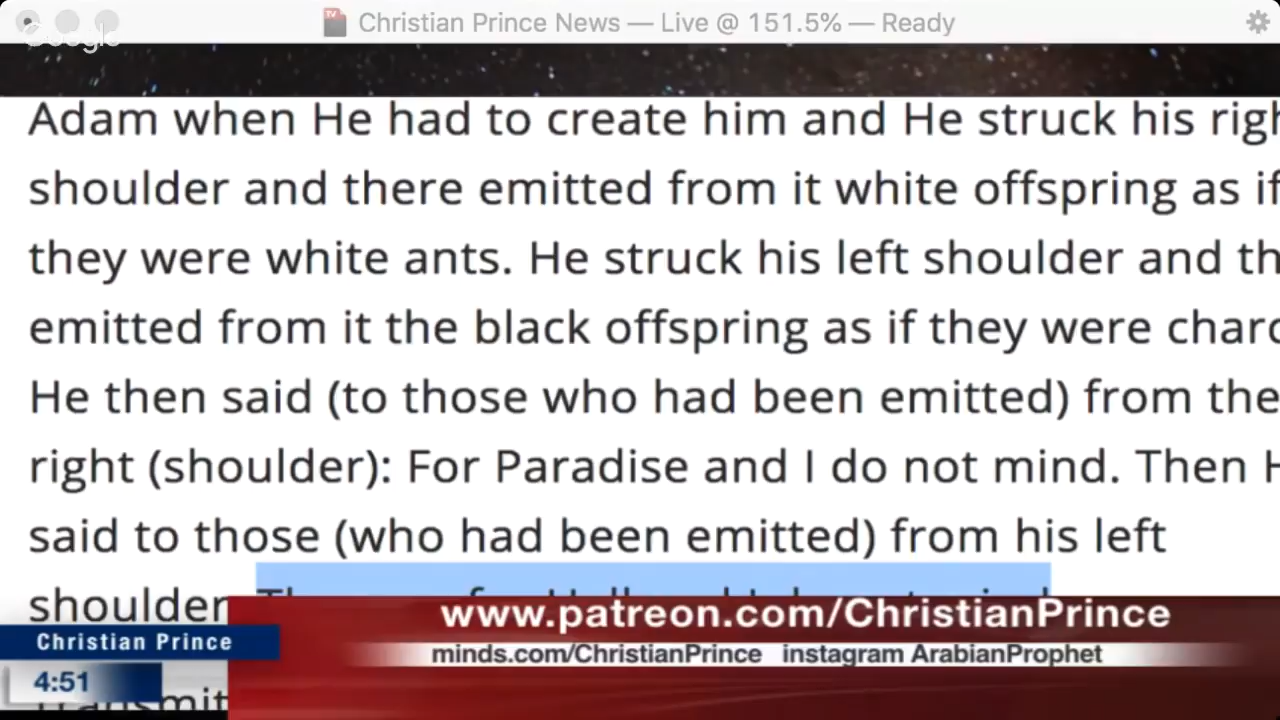 Christian Prince News — Live @ 151.5% — Ready
Google
Adam when He had to create him and He struck his
shoulder and there emitted from it white offspring as if
they were white ants. He struck his left shoulder and
emitted from it the black offspring as if they were
He then said (to those who had been emitted) from the
right (shoulder): For Paradise and I do not mind. Then
said to those (who had been emitted) from his left
shoulder
www.patreon.com/ChristianPrince
Christian Prince
minds.com/ChristianPrince instagram ArabianProphet
4:51